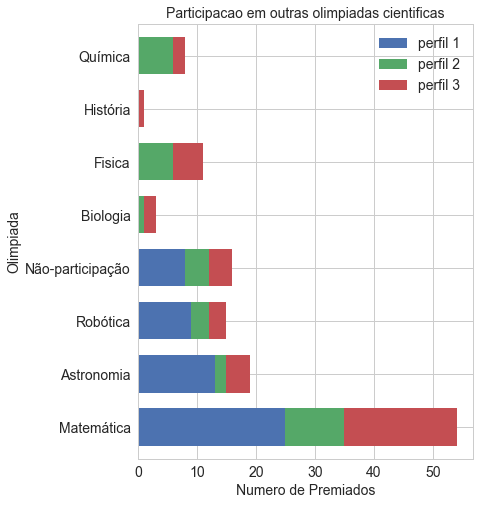 Participacao em outras olimpiadas cientificas
perfil 1
perfil 2
perfil 3
Química
História
Fisica
Biologia
Não-participação
Robótica
Astronomia
Matemática
Olimpiada
0 10 20 30 40 50
Numero de Premiados